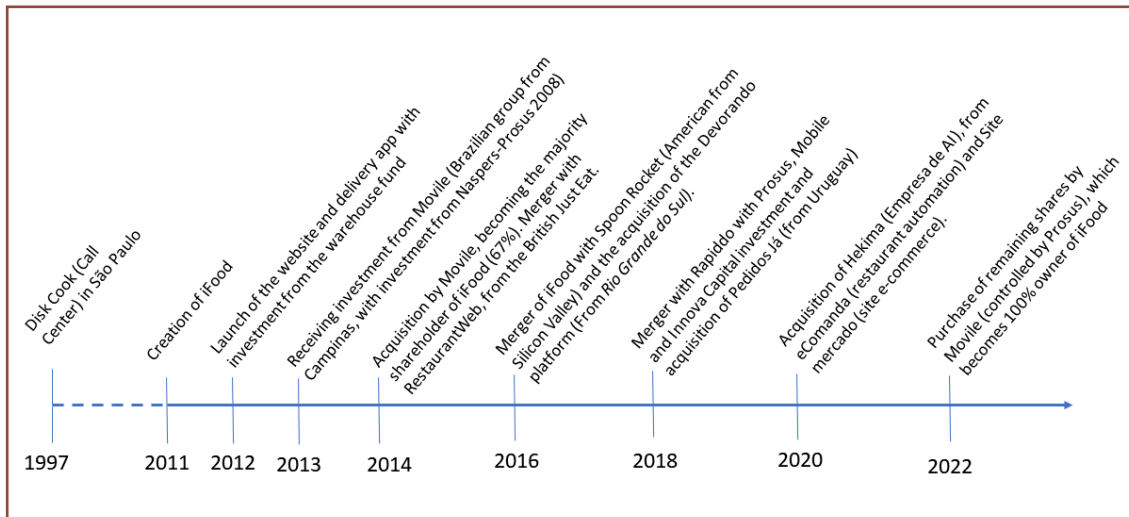 Disk Cook (Call
Center) in São Paulo
Creation of iFood
Launch of the website and delivery app with
investment from the warehouse fund
Receiving investment from Movile (Brazilian group from
Campinas, with investment from Naspers-Prosus 2008)
Acquisition by Movile, becoming the majority
shareholder of iFood (67%). Merger with
RestaurantWeb, from the British Just Eat.
Merger of iFood with Spoon Rocket (American from
Silicon Valley) and the acquisition of the Devorando
platform (From Rio Grande do Sul).
Merger with Rapiddo with Prosus, Mobile
and Innova Capital investment and
acquisition of Pedidos Já (from Uruguay)
Acquisition of Hekima (Empresa de AI), from
eComanda (restaurant automation) and Site
mercado (site e-commerce).
Purchase of remaining shares by
Movile (controlled by Prosus), which
becomes 100% owner of iFood
1997
2011
2012
2013
2014
2016
2018
2020
2022